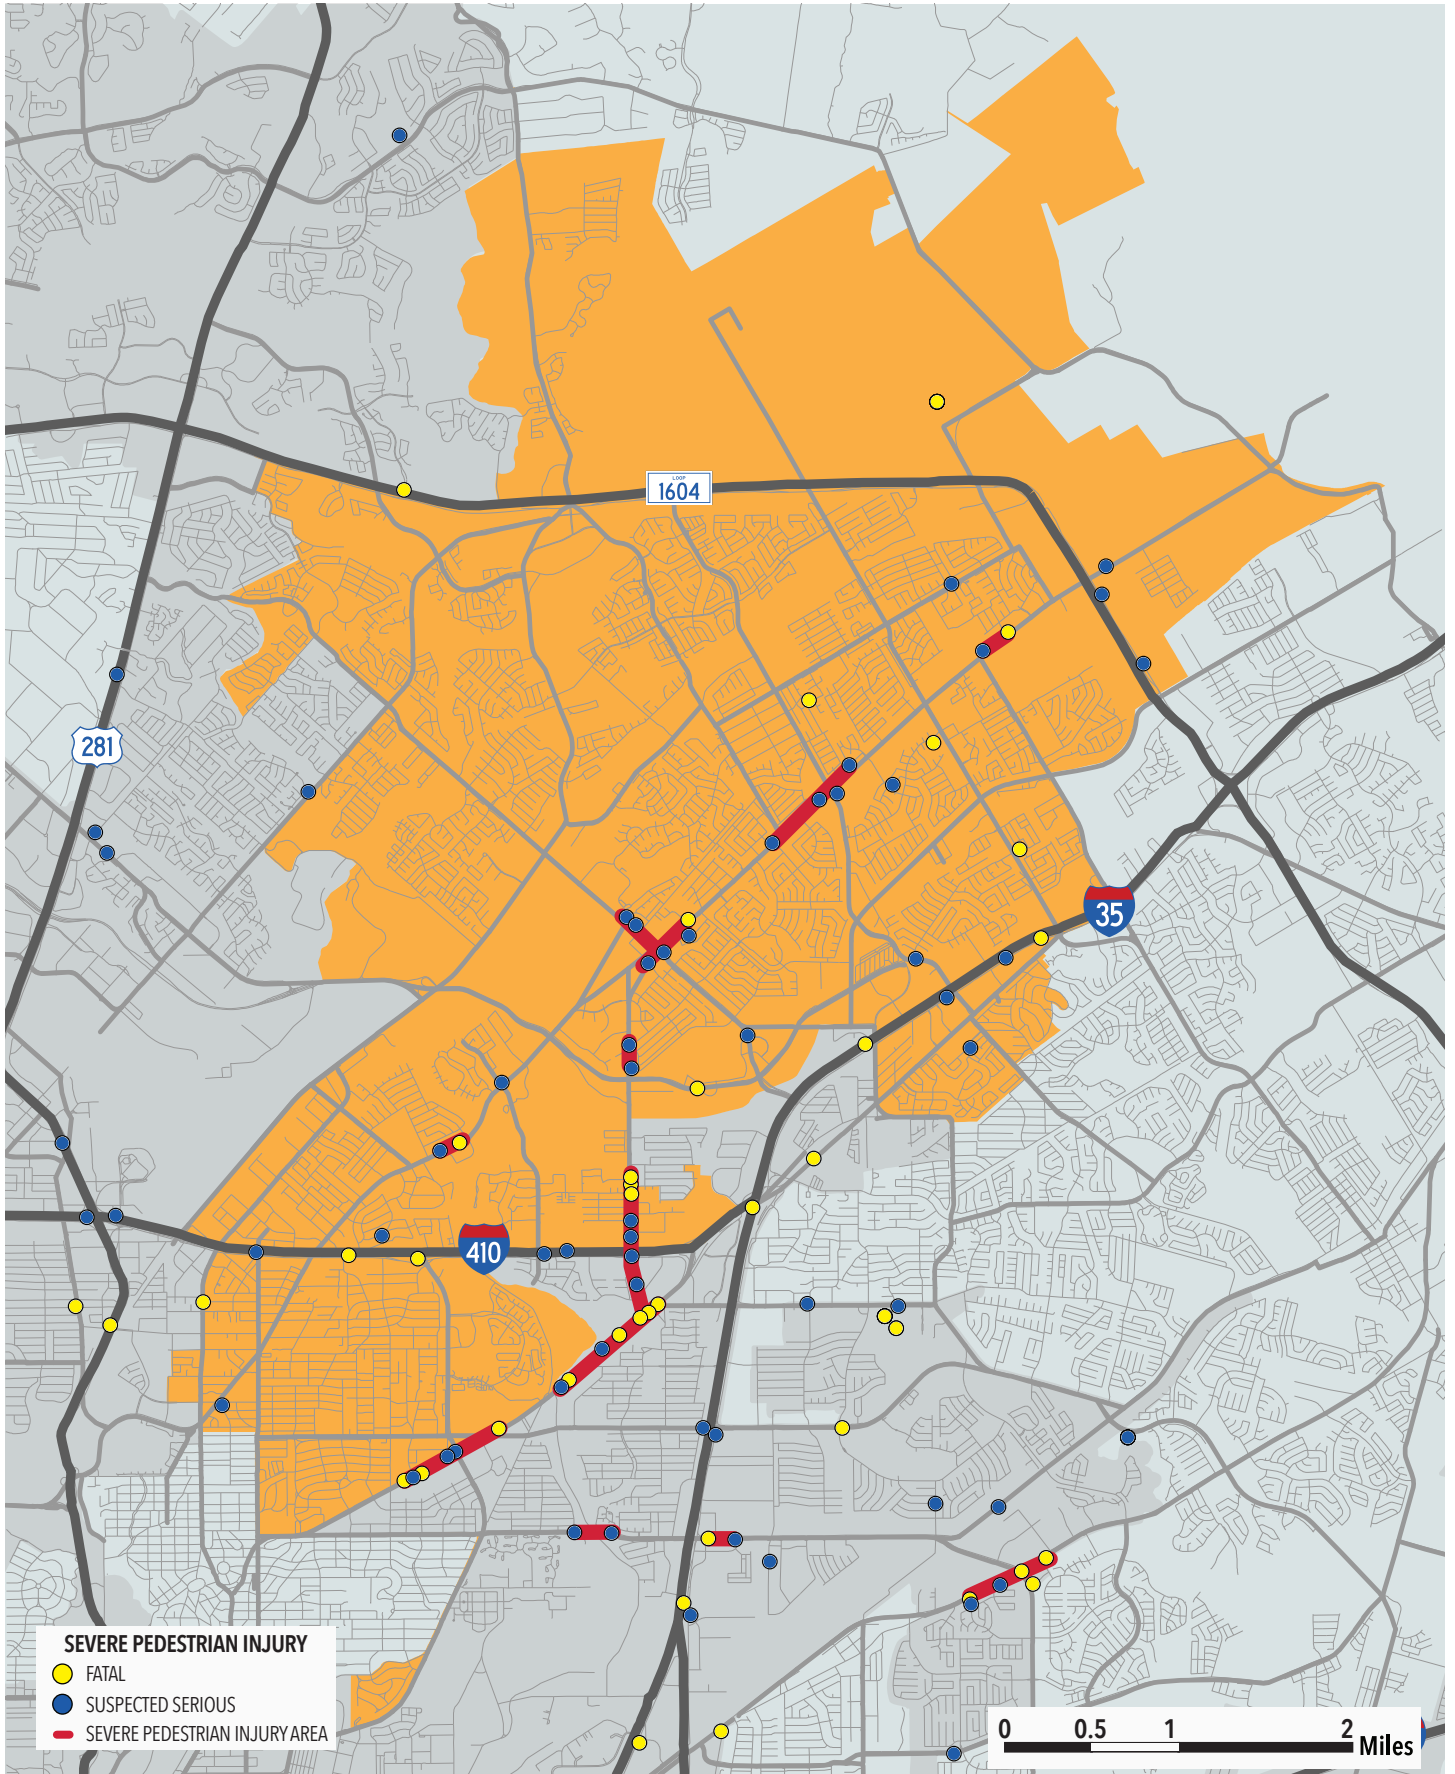 LOOP
1604
281
35
410
SEVERE PEDESTRIAN INJURY
FATAL
SUSPECTED SERIOUS
SEVERE PEDESTRIAN INJURY AREA
0 0.5 1 2
Miles